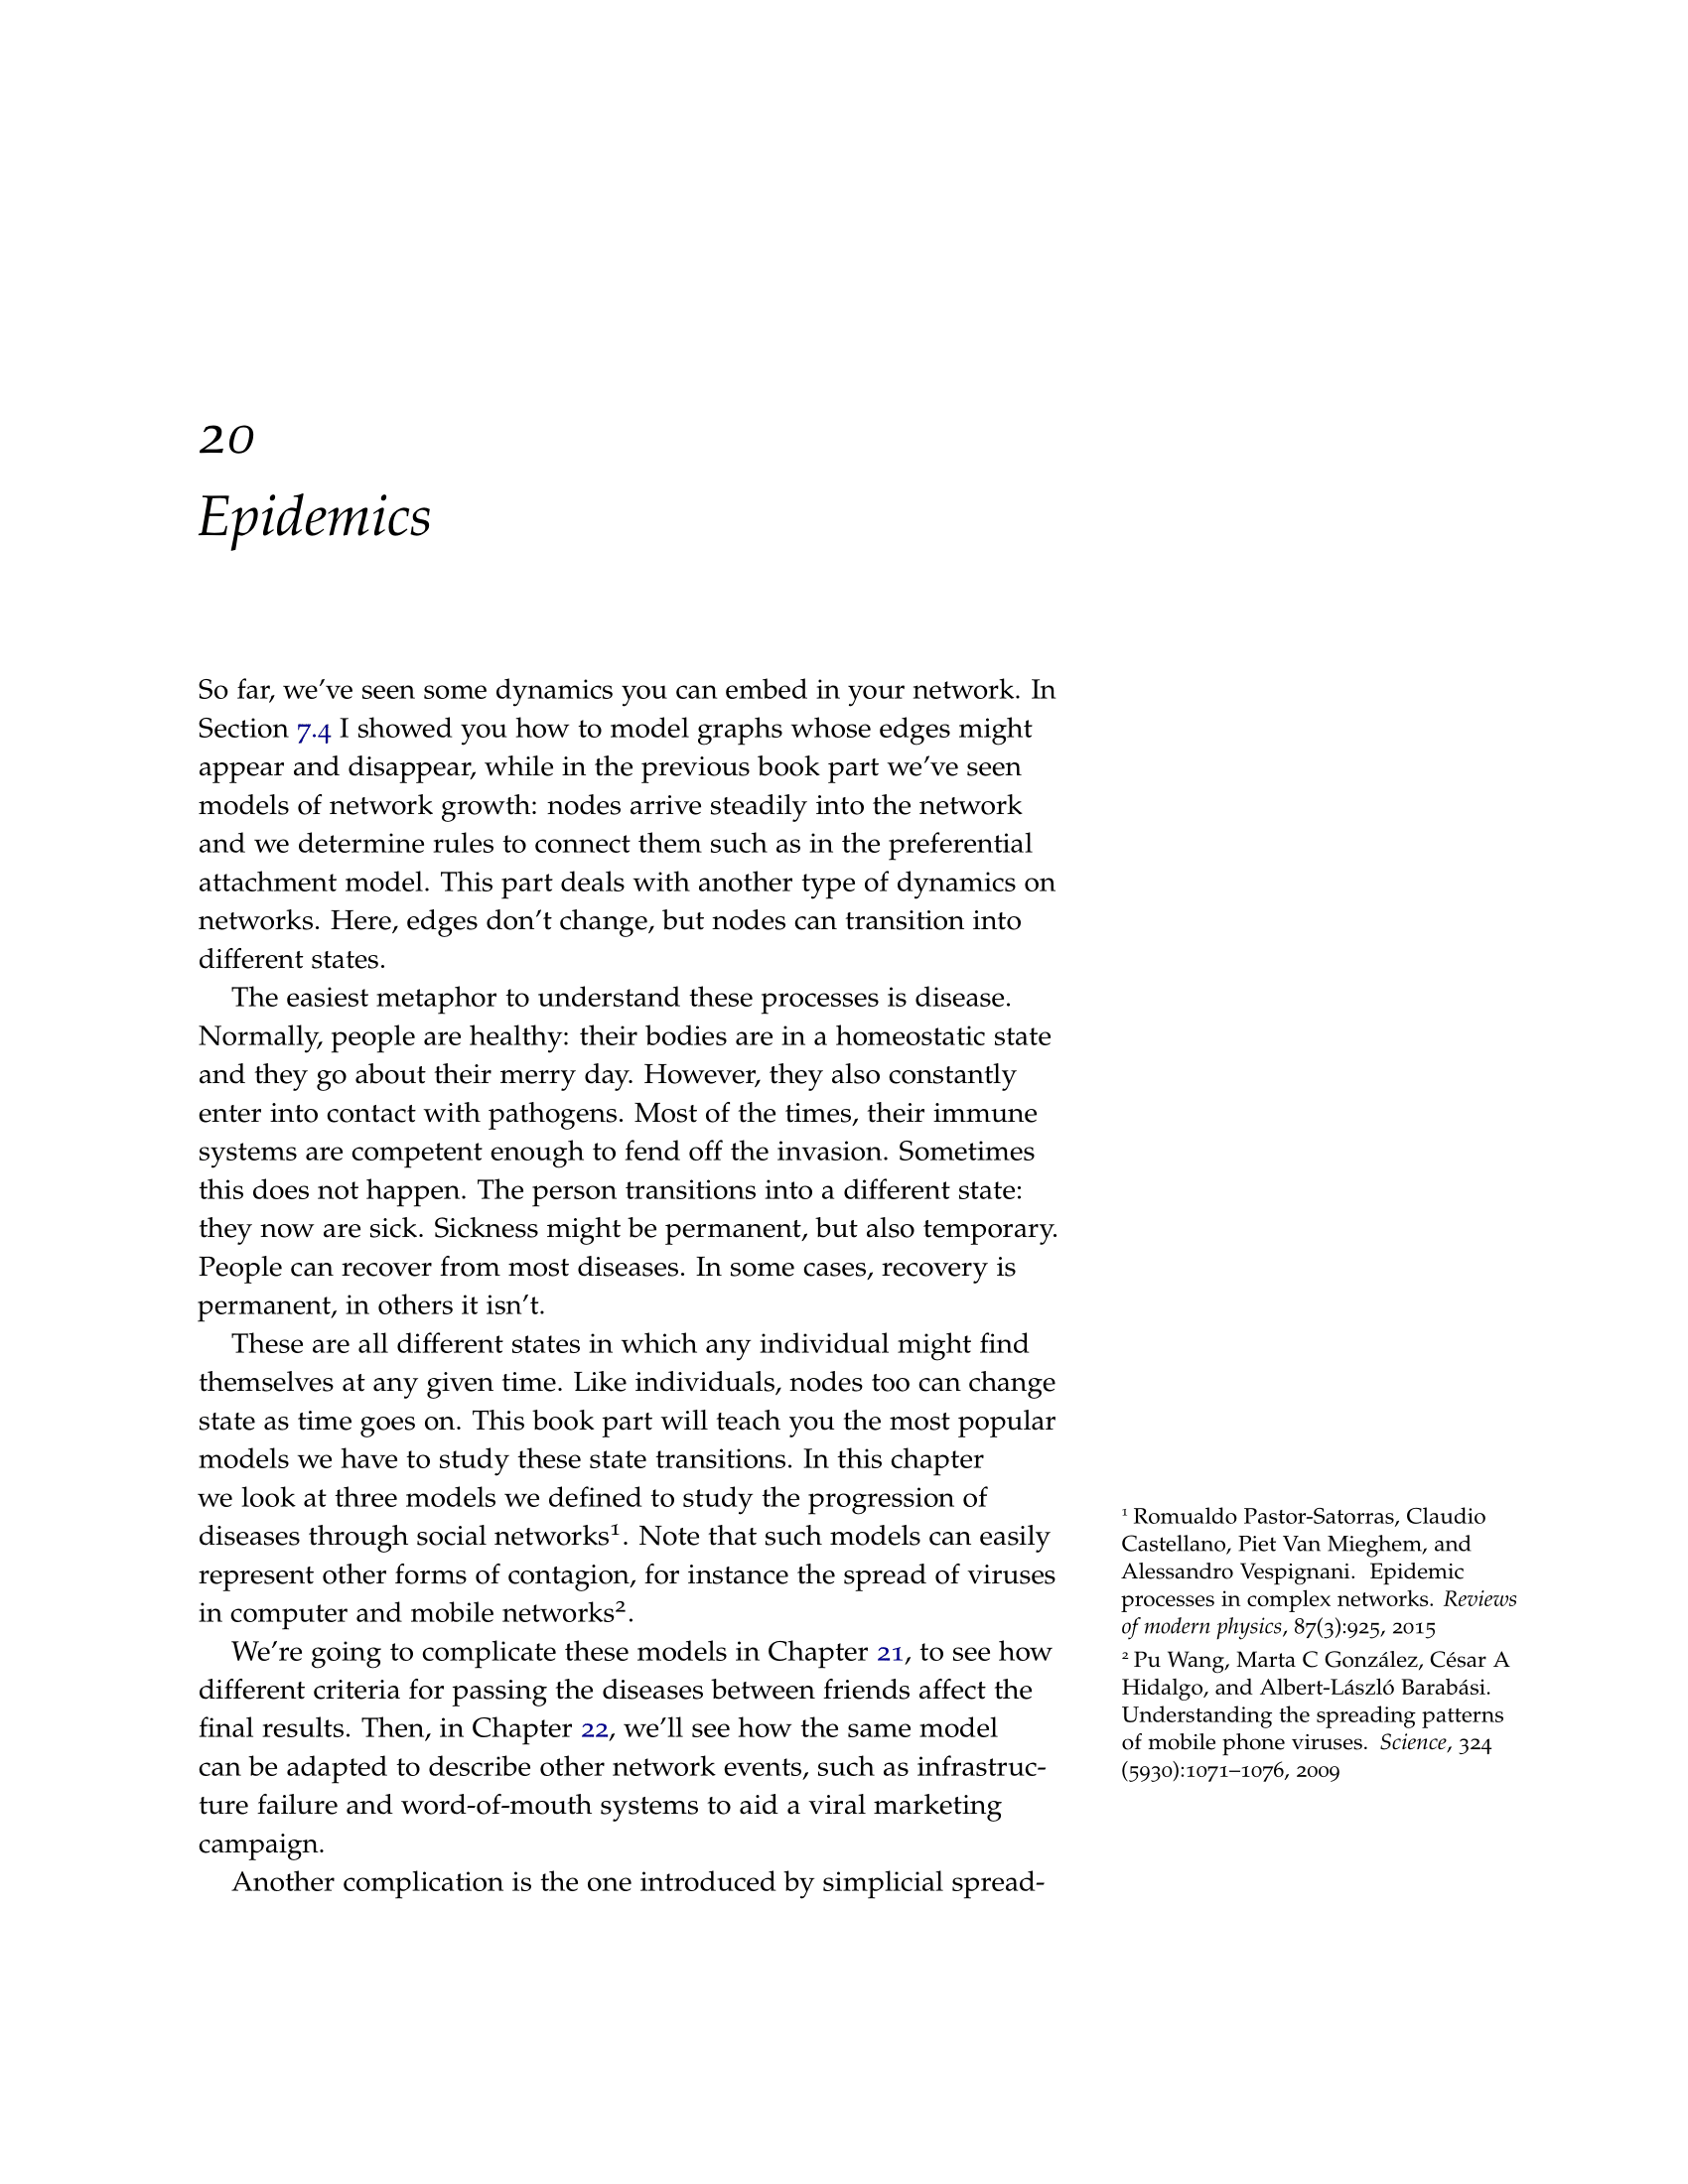 20
Epidemics
So far, we've seen some dynamics you can embed in your network. In
Section 7.4 I showed you how to model graphs whose edges might
appear and disappear, while in the previous book part we've seen
models of network growth: nodes arrive steadily into the network
and we determine rules to connect them such as in the preferential
attachment model. This part deals with another type of dynamics on
networks. Here, edges don't change, but nodes can transition into
different states.
The easiest metaphor to understand these processes is disease.
Normally, people are healthy: their bodies are in a homeostatic state
and they go about their merry day. However, they also constantly
enter into contact with pathogens. Most of the times, their immune
systems are competent enough to fend off the invasion. Sometimes
this does not happen. The person transitions into a different state:
they now are sick. Sickness might be permanent, but also temporary.
People can recover from most diseases. In some cases, recovery is
permanent, in others it isn't.
These are all different states in which any individual might find
themselves at any given time. Like individuals, nodes too can change
state as time goes on. This book part will teach you the most popular
models we have to study these state transitions. In this chapter
we look at three models we defined to study the progression of
diseases through social networks¹. Note that such models can easily
represent other forms of contagion, for instance the spread of viruses
in computer and mobile networks².
We're going to complicate these models in Chapter 21, to see how
different criteria for passing the diseases between friends affect the
final results. Then, in Chapter 22, we'll see how the same model
can be adapted to describe other network events, such as infrastruc-
ture failure and word-of-mouth systems to aid a viral marketing
campaign.
Another complication is the one introduced by simplicial spread-
¹ Romualdo Pastor-Satorras, Claudio
Castellano, Piet Van Mieghem, and
Alessandro Vespignani. Epidemic
processes in complex networks. Reviews
of modern physics, 87(3):925, 2015
² Pu Wang, Marta C González, César A
Hidalgo, and Albert-László Barabási.
Understanding the spreading patterns
of mobile phone viruses. Science, 324
(5930):1071–1076, 2009